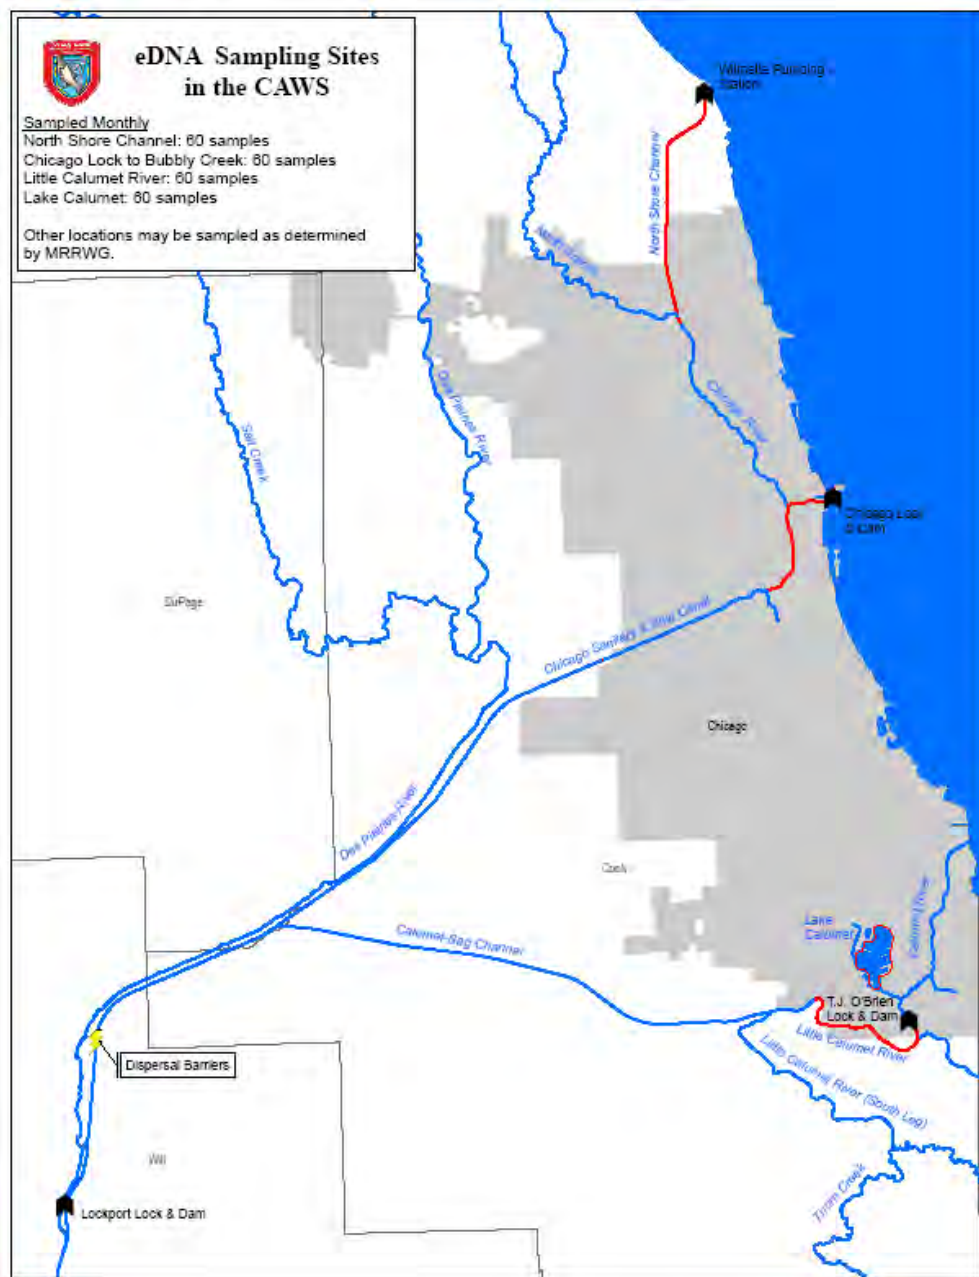 eDNA Sampling Sites
in the CAWS
Sampled Monthly
North Shore Channel: 60 samples
Chicago Lock to Bubbly Creek: 60 samples
Little Calumet River: 60 samples
Lake Calumet: 60 samples
Other locations may be sampled as determined
by MRRWG.
Wilmette Pumping
Station
North Shore Channel
North Branch
Des Plaines River
Salt Creek
Chicago River
Chicago Lock
& Dam
DuPage
Chicago Sanitary & Ship Canal
Chicago
Des Plaines River
Cook
Calumet-Sag Channel
Lake
Calumet
Calumet River
T.J. O'Brien
Lock & Dam
Little Calumet River
Little Calumet River (South Leg)
Dispersal Barriers
Will
Thorn Creek
Lockport Lock & Dam